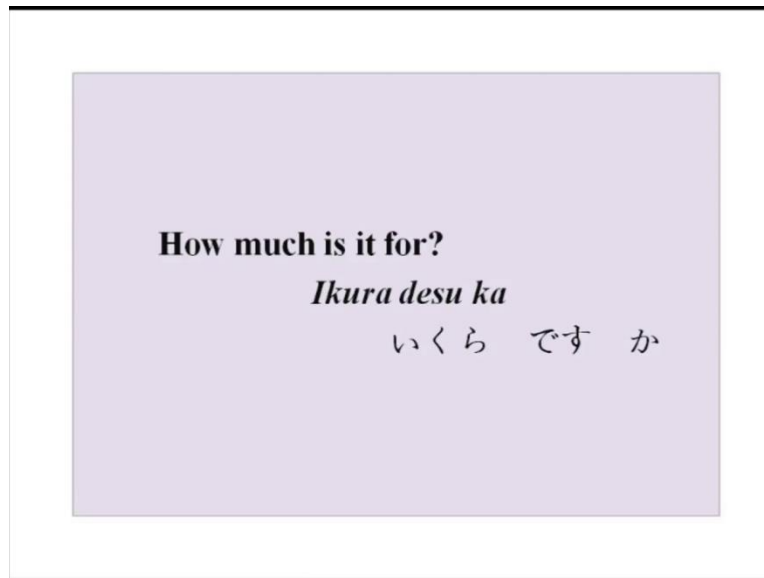 How much is it for?
Ikura desu ka
いくら　です　か